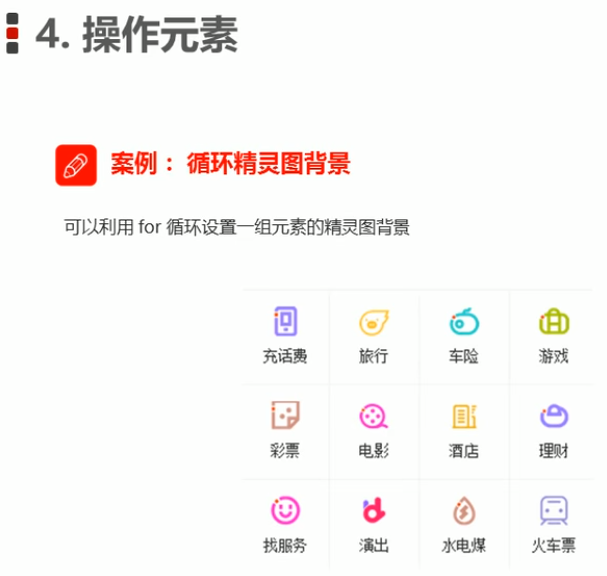 4. 操作元素
案例： 循环精灵图背景
可以利用 for 循环设置一组元素的精灵图背景
充话费 旅行 车险 游戏
彩票 电影 酒店 理财
找服务 演出 水电煤 火车票